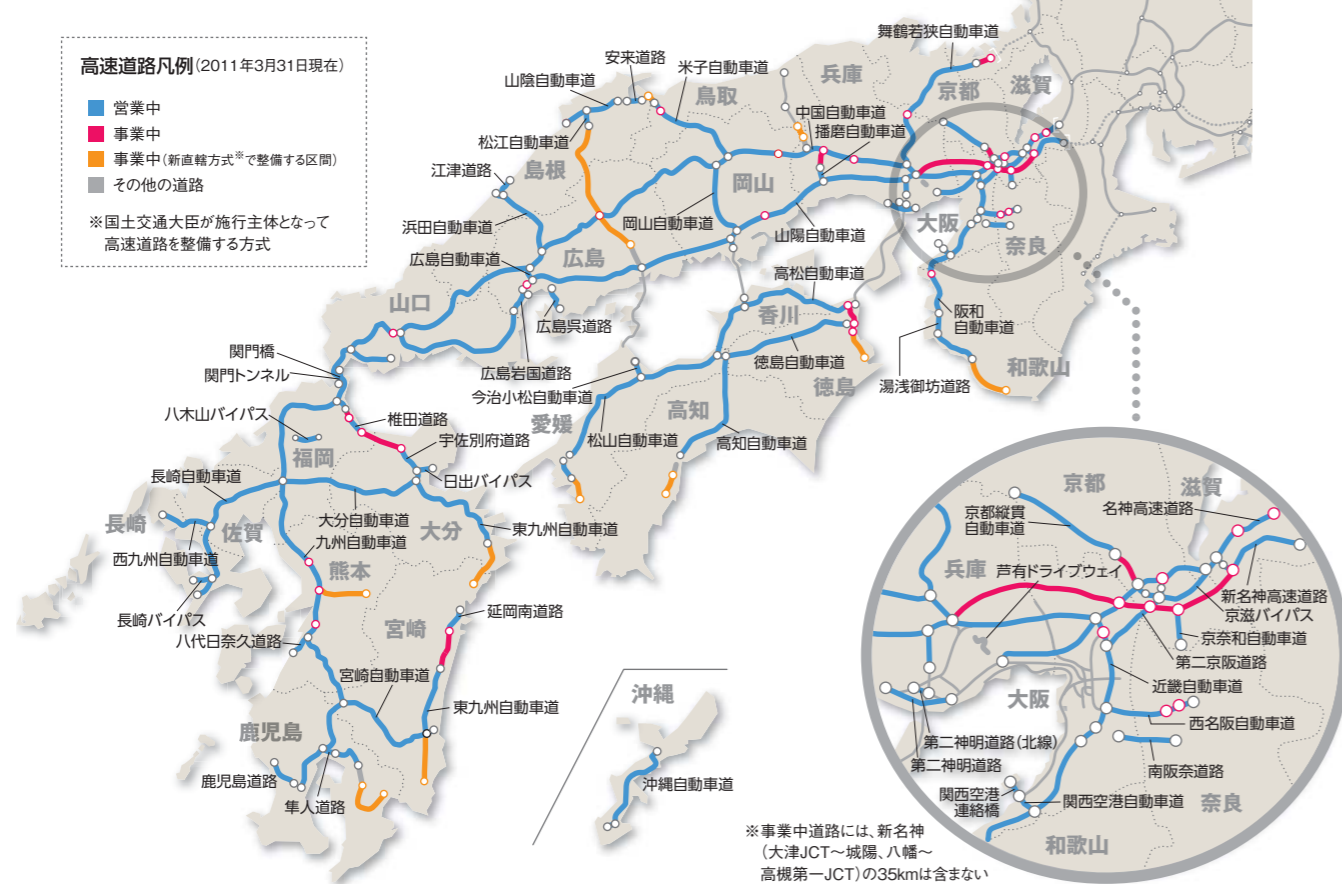 高速道路凡例(2011年3月31日現在)
営業中
事業中
事業中(新直轄方式※で整備する区間)
その他の道路
※国土交通大臣が施行主体となって
高速道路を整備する方式
舞鶴若狭自動車道
安来道路
米子自動車道
山陰自動車道
兵庫
京都
滋賀
鳥取
中国自動車道
播磨自動車道
松江自動車道
江津道路
島根
岡山
浜田自動車道
岡山自動車道
山陽自動車道
大阪
奈良
広島自動車道
広島
高松自動車道
山口
香川
広島呉道路
阪和
自動車道
関門橋
関門トンネル
広島岩国道路
徳島自動車道
徳島
和歌山
湯浅御坊道路
今治小松自動車道
八木山バイパス
椎田道路
愛媛
高知
宇佐別府道路
松山自動車道
高知自動車道
福岡
長崎自動車道
日出バイパス
長崎
佐賀
大分自動車道
大分
東九州自動車道
西九州自動車道
九州自動車道
熊本
長崎バイパス
延岡南道路
八代日奈久道路
宮崎
宮崎自動車道
東九州自動車道
鹿児島
鹿児島道路
隼人道路
沖縄
沖縄自動車道
京都
滋賀
京都縦貫
自動車道
名神高速道路
兵庫
芦有ドライブウェイ
新名神高速道路
京滋バイパス
京奈和自動車道
第二京阪道路
近畿自動車道
大阪
西名阪自動車道
第二神明道路(北線)
第二神明道路
南阪奈道路
関西空港
連絡橋
関西空港自動車道
奈良
和歌山
※事業中道路には、新名神
(大津JCT～城陽、八幡～
高槻第一JCT)の35kmは含まない